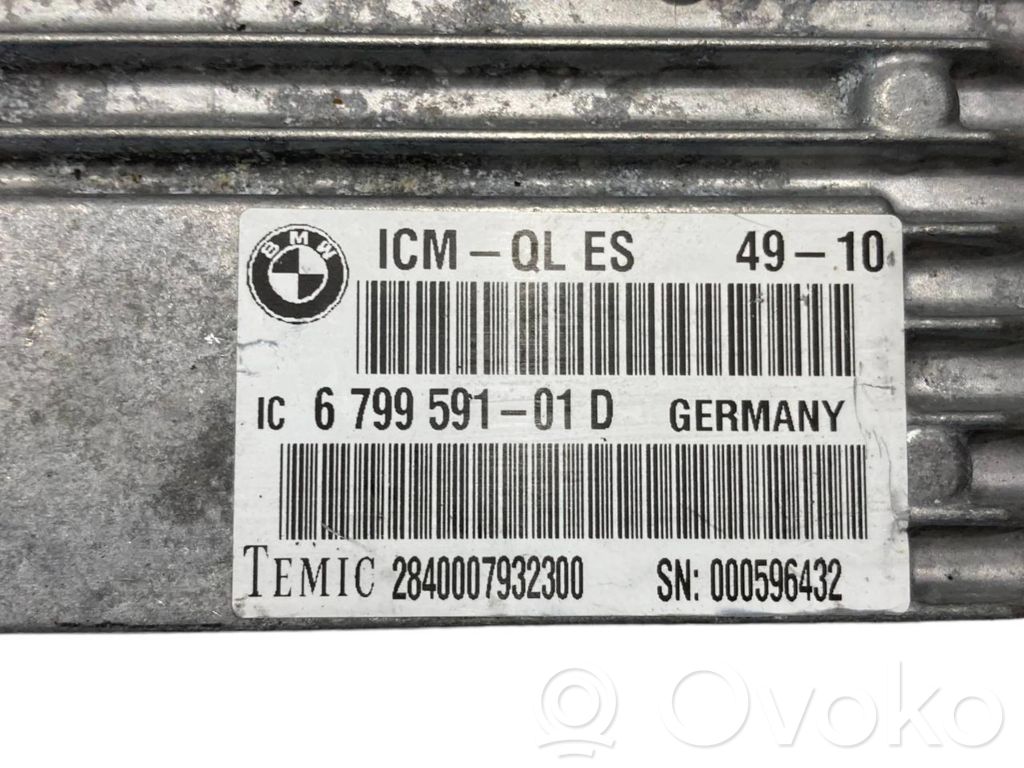 BMW
ICM – QL ES 49 – 10
IC 6 799 591 – 01 D GERMANY
TEMIC 2840007932300 SN: 000596432
Ovoko